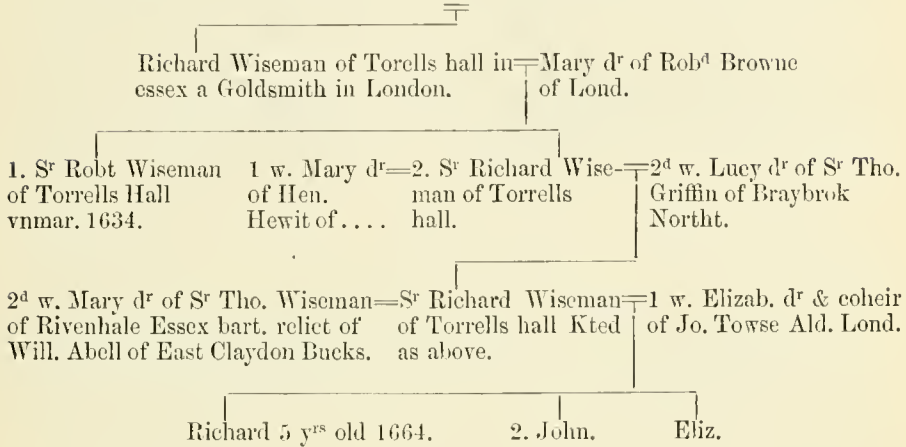 Richard Wiseman of Torells hall in Mary dʳ of Robᵈ Browne
essex a Goldsmith in London. of Lond.
1. Sʳ Robt Wiseman
of Torrells Hall
vnmar. 1634.
1 w. Mary dʳ
of Hen.
Hewit of....
2. Sʳ Richard Wise-
man of Torrells
hall.
2ᵈ w. Lucy dʳ of Sʳ Tho.
Griffin of Braybrok
Northt.
2ᵈ w. Mary dʳ of Sʳ Tho. Wiseman
of Rivenhale Essex bart. relict of
Will. Abell of East Claydon Bucks.
Sʳ Richard Wiseman
of Torrells hall Kted
as above.
1 w. Elizab. dʳ & coheir
of Jo. Towse Ald. Lond.
Richard 5 yʳˢ old 1664. 2. John. Eliz.